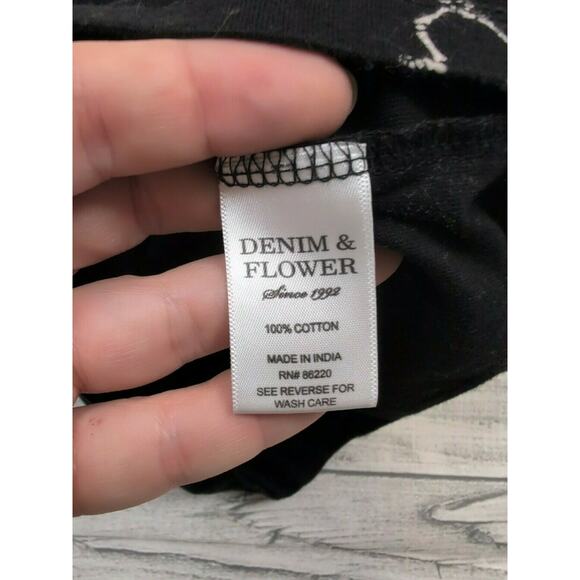 DENIM &
FLOWER
Since 1992
100% COTTON
MADE IN INDIA
RN# 86220
SEE REVERSE FOR
WASH CARE